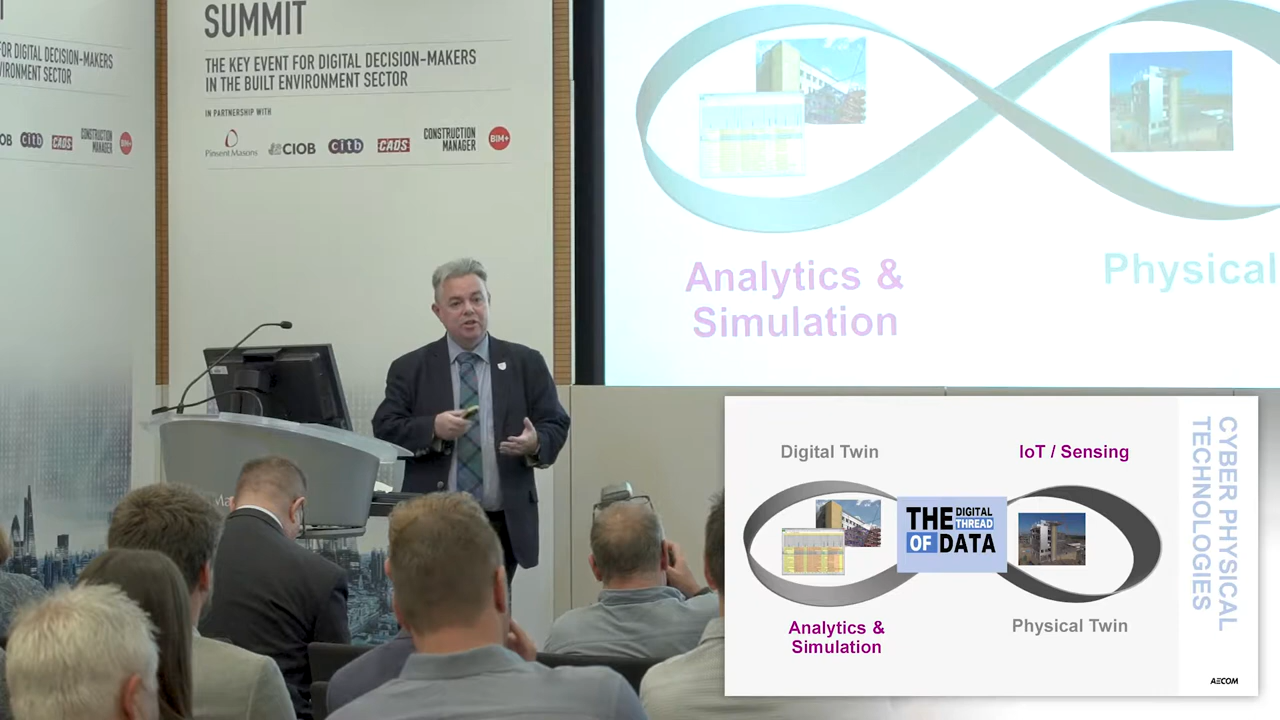 SUMMIT
THE KEY EVENT FOR DIGITAL DECISION-MAKERS
IN THE BUILT ENVIRONMENT SECTOR
IN PARTNERSHIP WITH
Pinsent Masons
CIOB
citb
CADS
CONSTRUCTION
MANAGER
BIM+
FOR DIGITAL DECISION-MAKERS
VIRONMENT SECTOR
OB
citb
CADS
CONSTRUCTION
MANAGER
BIM+
Analytics &
Simulation
Physical
Digital Twin
IoT / Sensing
THE DIGITAL
THREAD
OF DATA
Analytics &
Simulation
Physical Twin
CYBER PHYSICAL
TECHNOLOGIES
AECOM